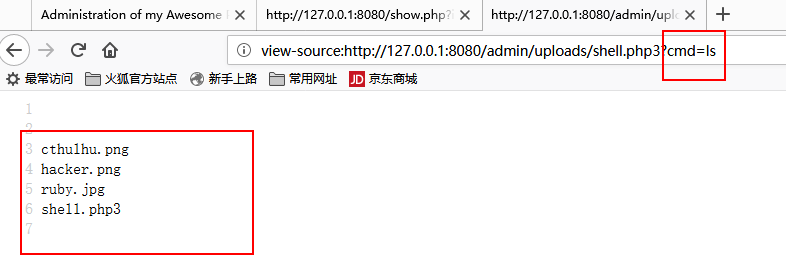 Administration of my Awesome
http://127.0.0.1:8080/show.php?
http://127.0.0.1:8080/admin/uplo
view-source:http://127.0.0.1:8080/admin/uploads/shell.php3?cmd=ls
最常访问 火狐官方站点 新手上路 常用网址 JD 京东商城
1
2
3 cthulhu.png
4 hacker.png
5 ruby.jpg
6 shell.php3
7